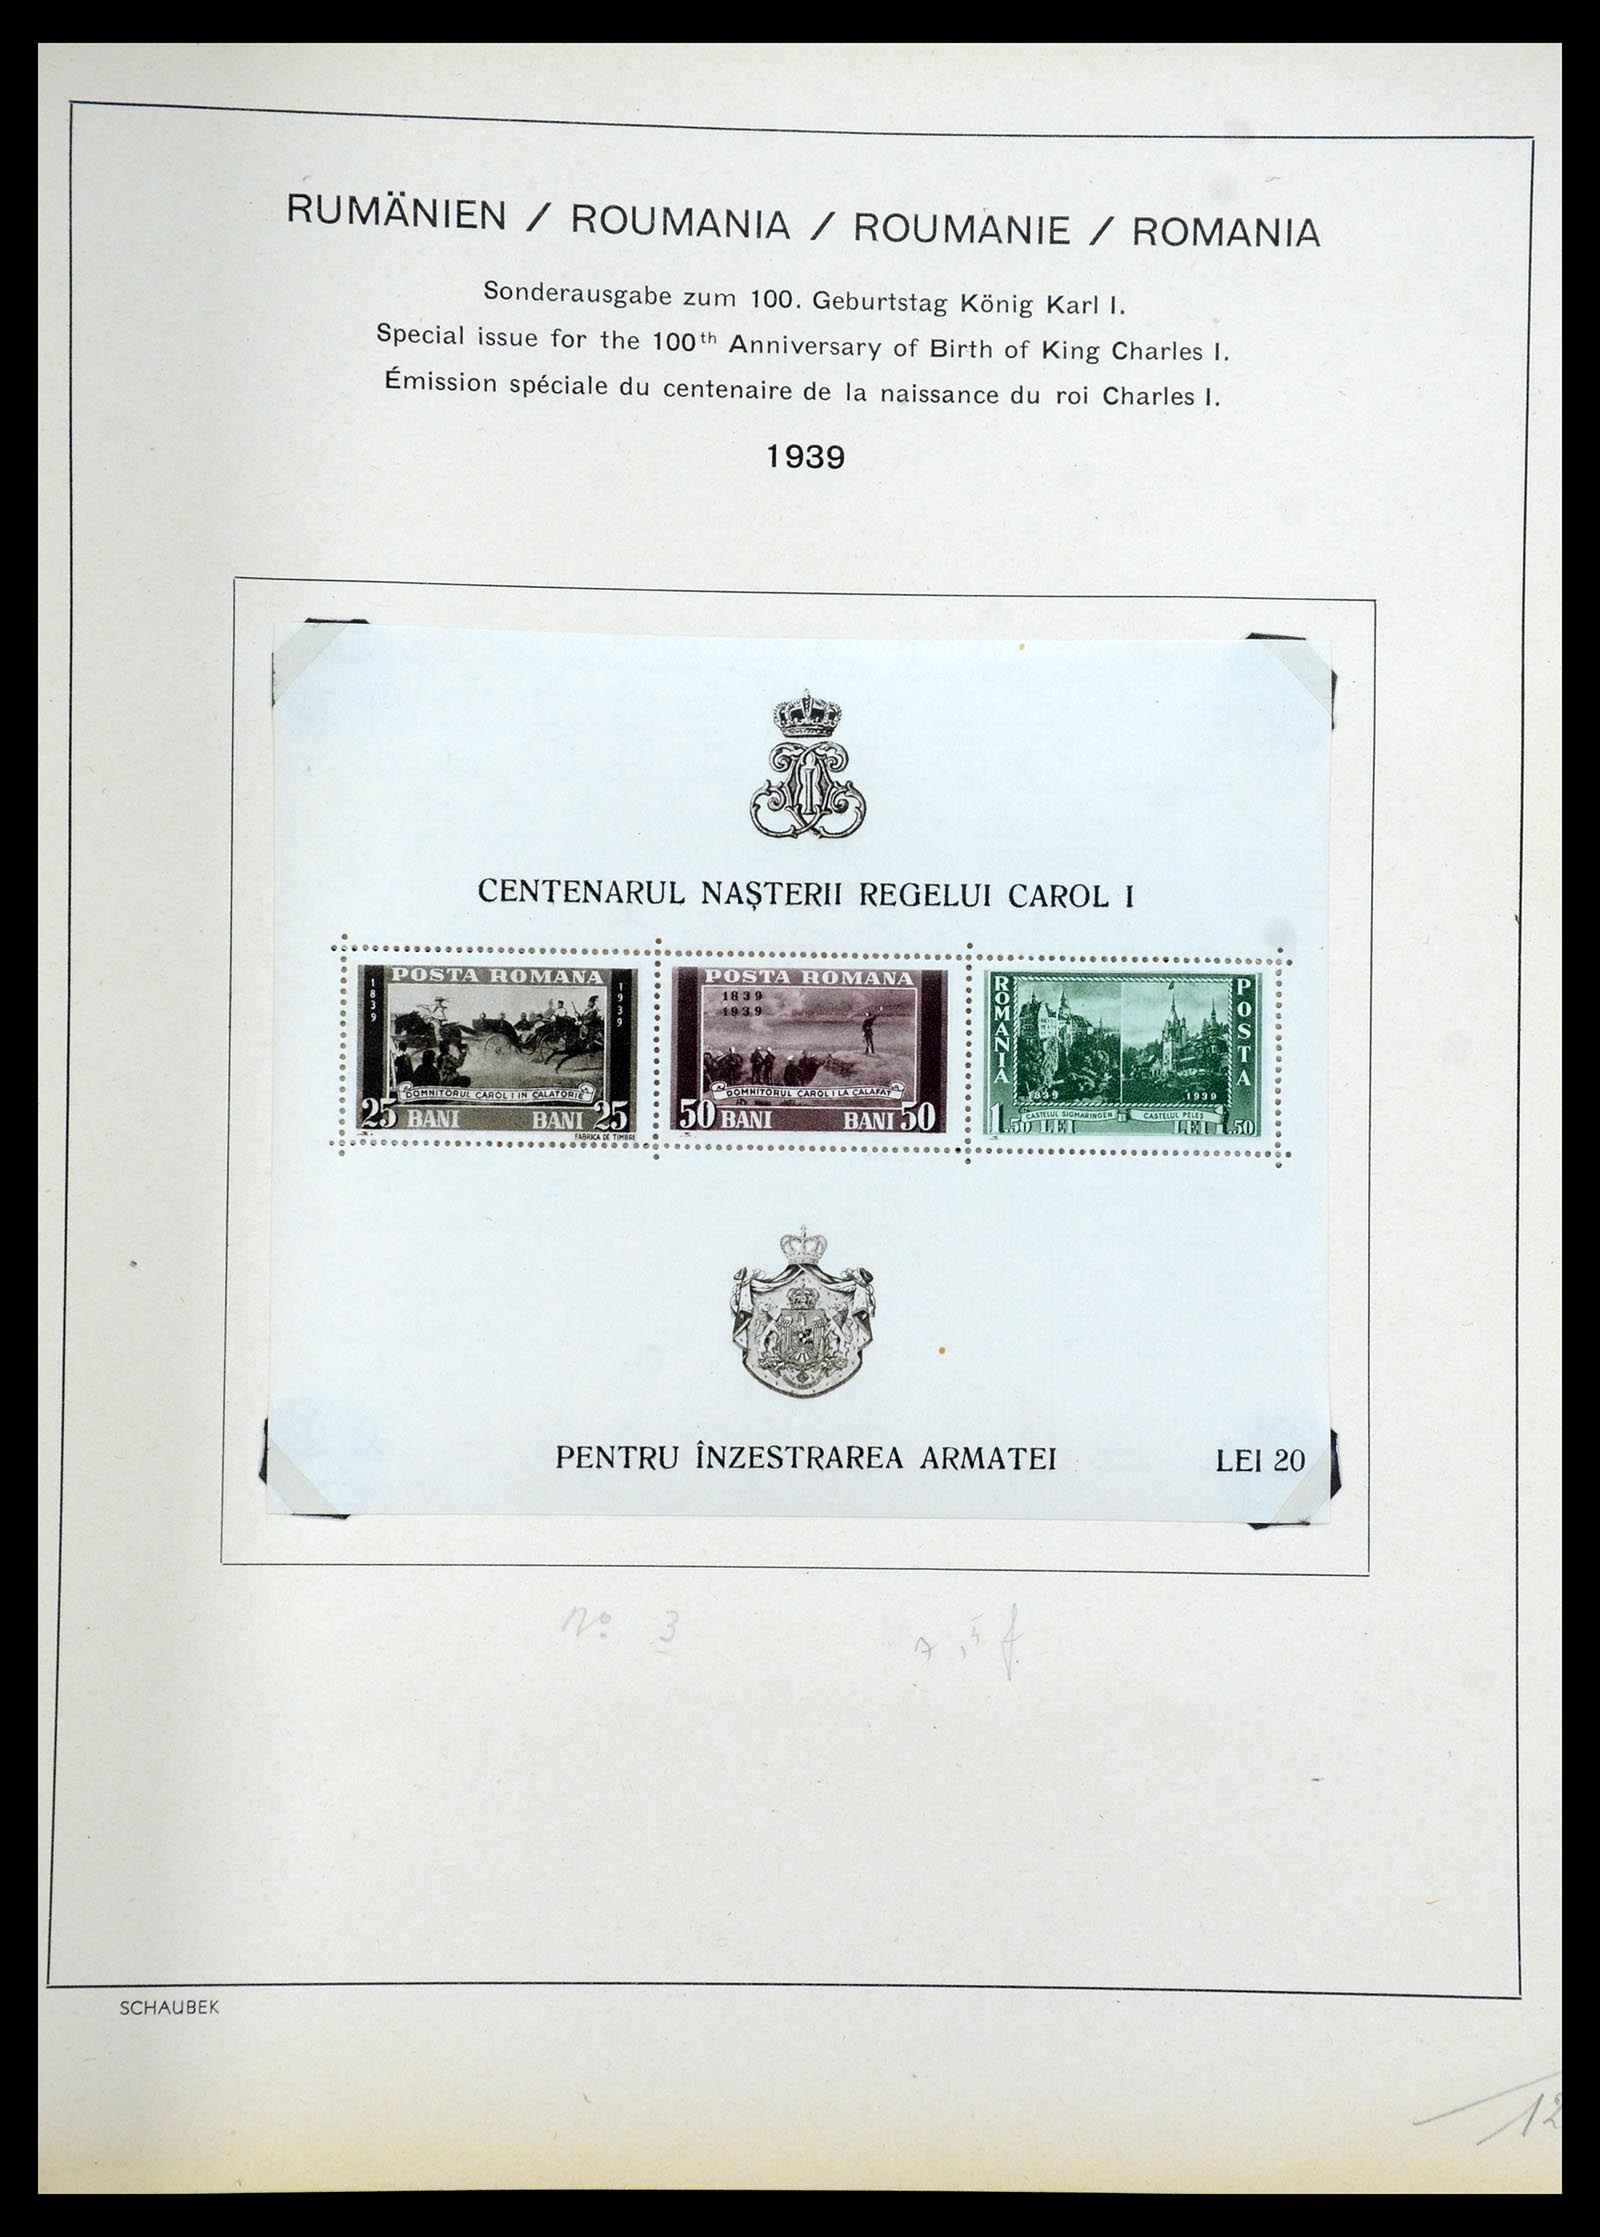 RUMÄNIEN / ROUMANIA / ROUMANIE / ROMANIA
Sonderausgabe zum 100. Geburtstag König Karl I.
Special issue for the 100th Anniversary of Birth of King Charles I.
Émission spéciale du centenaire de la naissance du roi Charles I.
1939
CENTENARUL NAȘTERII REGELUI CAROL I
POSTA ROMANA
1839
1939
DOMNITORUL CAROL I IN CALATORIE
25 BANI BANI 25
FABRICA DE TIMBRE
POSTA ROMANA
1839
1939
DOMNITORUL CAROL I LA CALAFAT
50 BANI BANI 50
ROMANIA
POSTA
1839 1939
CASTELUL SIGMARINGEN CASTELUL PELEȘ
1.50 LEI LEI 1.50
PENTRU ÎNZESTRAREA ARMATEI
LEI 20
No 3
SCHAUBEK
12